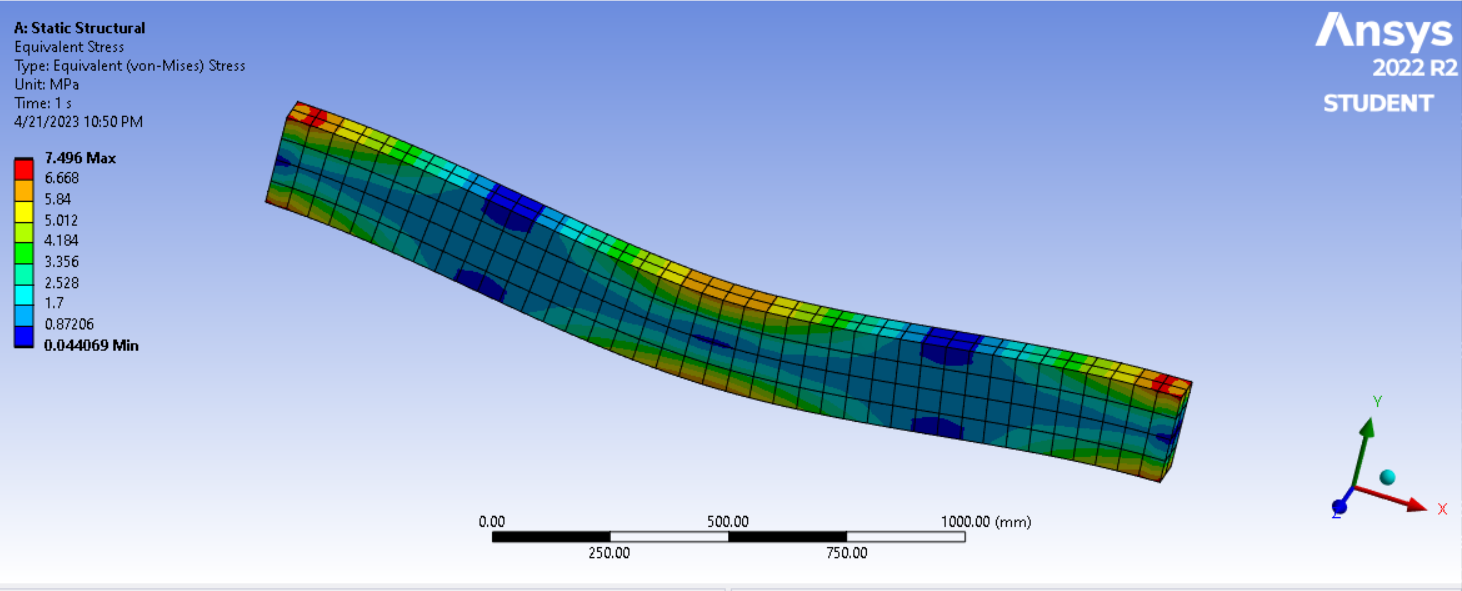 A: Static Structural
Equivalent Stress
Type: Equivalent (von-Mises) Stress
Unit: MPa
Time: 1 s
4/21/2023 10:50 PM
7.496 Max
6.668
5.84
5.012
4.184
3.356
2.528
1.7
0.87206
0.044069 Min
Ansys
2022 R2
STUDENT
0.00 500.00 1000.00 (mm)
250.00 750.00
Y
X
Z